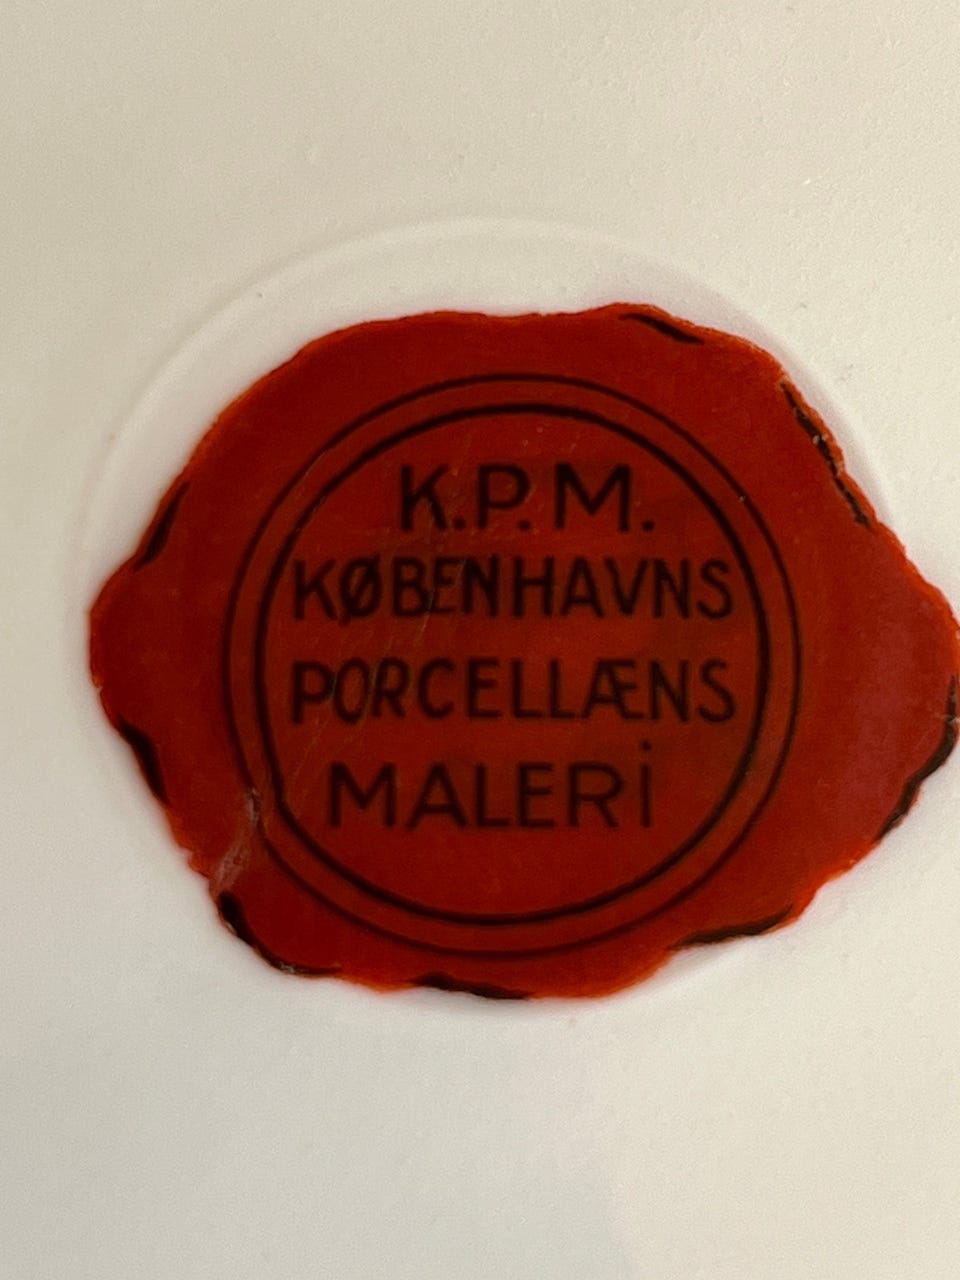 K.P.M.
KØBENHAVNS
PORCELLÆNS
MALERi